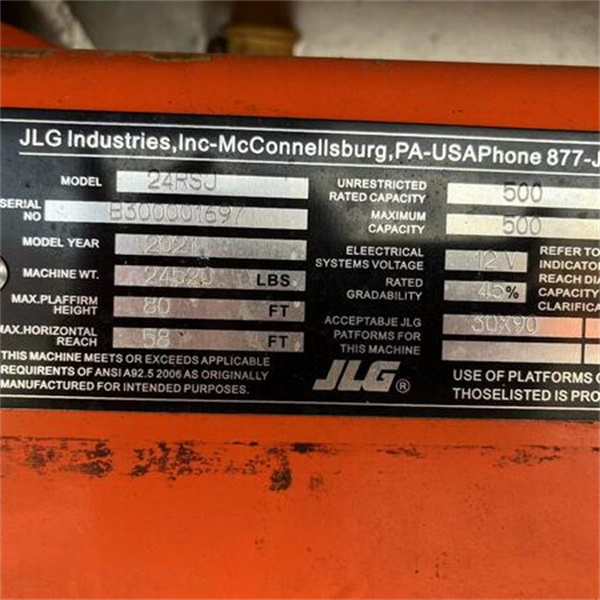 JLG Industries,Inc-McConnellsburg,PA-USAPhone 877-J
MODEL 24RSJ
SERIAL NO B300001697
MODEL YEAR 2021
MACHINE WT. 24520 LBS
MAX.PLAFFIRM HEIGHT 80 FT
MAX.HORIZONTAL REACH 58 FT
THIS MACHINE MEETS OR EXCEEDS APPLICABLE
REQUIRENTS OF ANSI A92.5 2006 AS ORIGINALLY
MANUFACTURED FOR INTENDED PURPOSES.
UNRESTRICTED RATED CAPACITY 500
MAXIMUM CAPACITY 500
ELEECTRICAL SYSTEMS VOLTAGE 12 V
RATED GRADABILITY 45%
ACCEPTABJE JLG
PATFORMS FOR
THIS MACHINE
30X90
JLG®
REFER TO
INDICATOR
REACH DIA
CAPACITY
CLARIFICA
USE OF PLATFORMS
THOSELISTED IS PRO